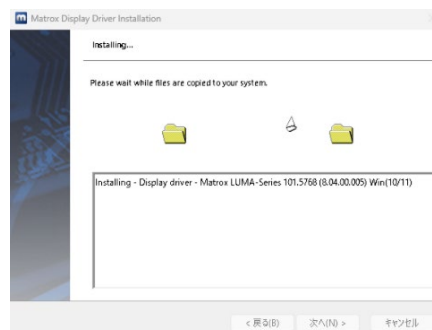 Matrox Display Driver Installation
Installing...
Please wait while files are copied to your system.
Installing - Display driver - Matrox LUMA-Series 101.5768 (8.04.00.005) Win(10/11)
< 戻る(B) 次へ(N) > キャンセル